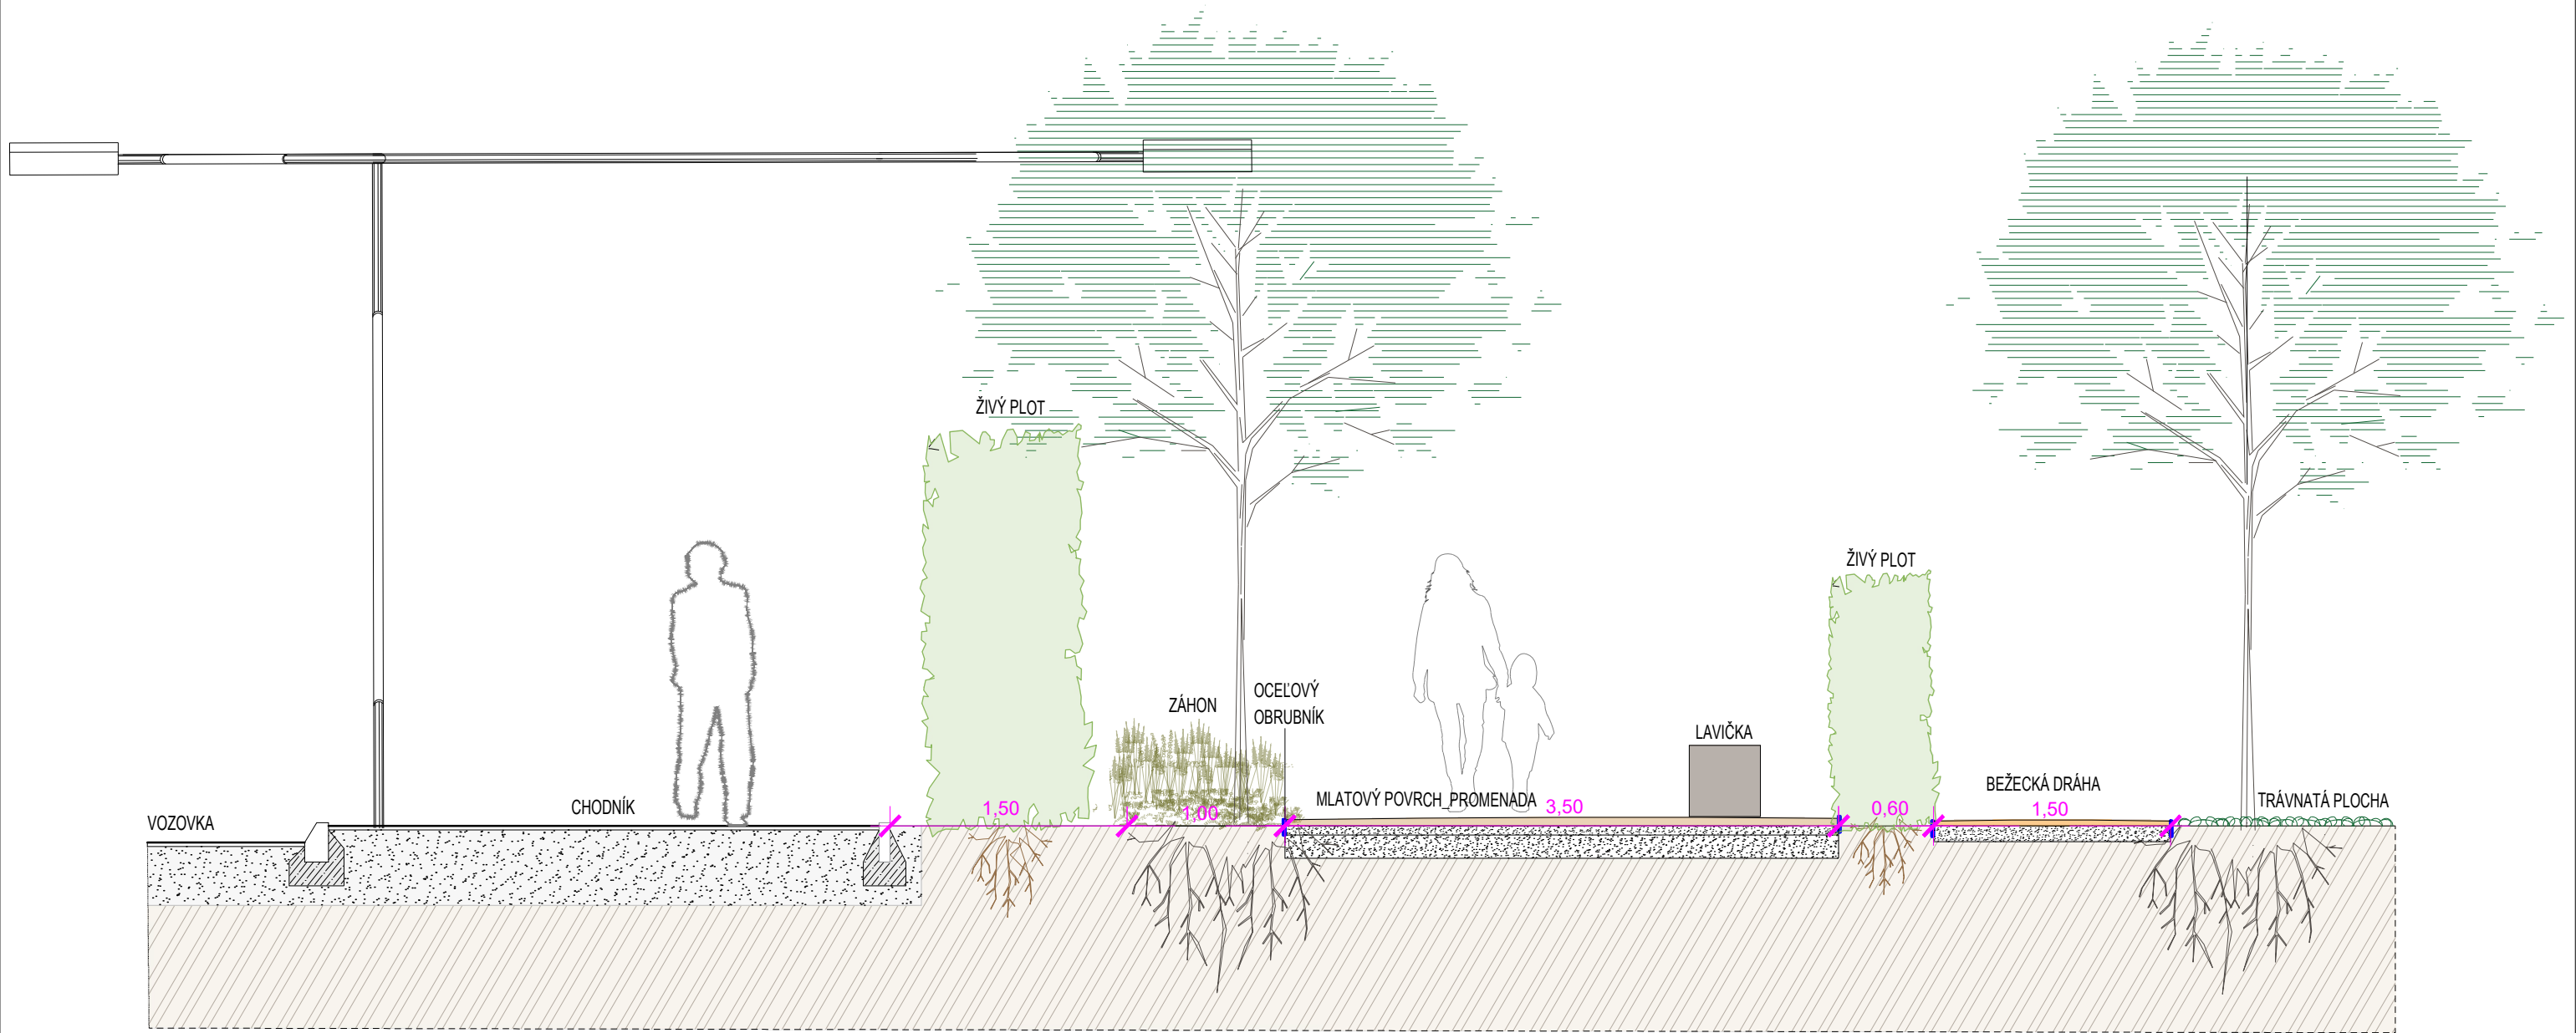 ŽIVÝ PLOT
ŽIVÝ PLOT
OCEĽOVÝ
OBRUBNÍK
ZÁHON
LAVIČKA
BEŽECKÁ DRÁHA
VOZOVKA
CHODNÍK
1,50
1,00
MLATOVÝ POVRCH_PROMENADA
3,50
0,60
1,50
TRÁVNATÁ PLOCHA